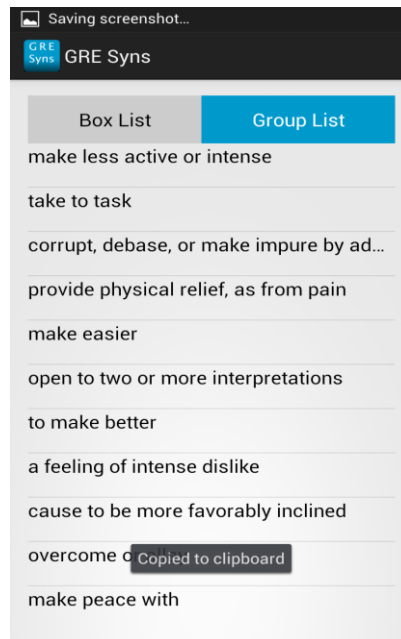 Saving screenshot...
GRE
Syns
GRE Syns
Box List
Group List
make less active or intense
take to task
corrupt, debase, or make impure by ad...
provide physical relief, as from pain
make easier
open to two or more interpretations
to make better
a feeling of intense dislike
cause to be more favorably inclined
overcome
Copied to clipboard
make peace with